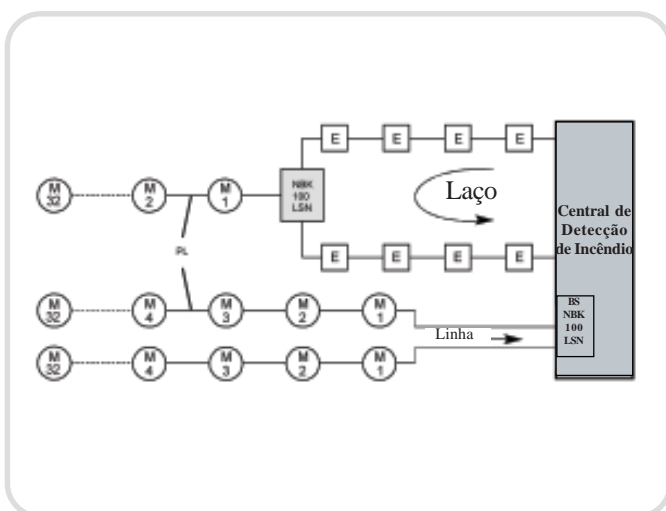 E E E E
M 32 M 2 M 1
NBK
100
LSN
Laço
Central de
Detecção
de Incêndio
PL
E E E E
M 32 M 4 M 3 M 2 M 1
BS
NBK
100
LSN
Linha
M 32 M 4 M 3 M 2 M 1